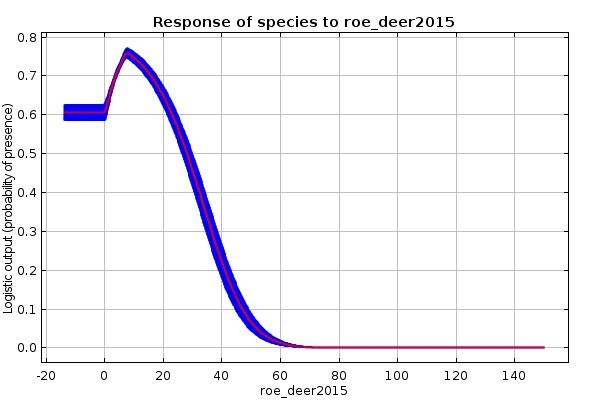 Response of species to roe_deer2015
Logistic output (probability of presence)
0.8
0.7
0.6
0.5
0.4
0.3
0.2
0.1
0.0
-20 0 20 40 60 80 100 120 140
roe_deer2015